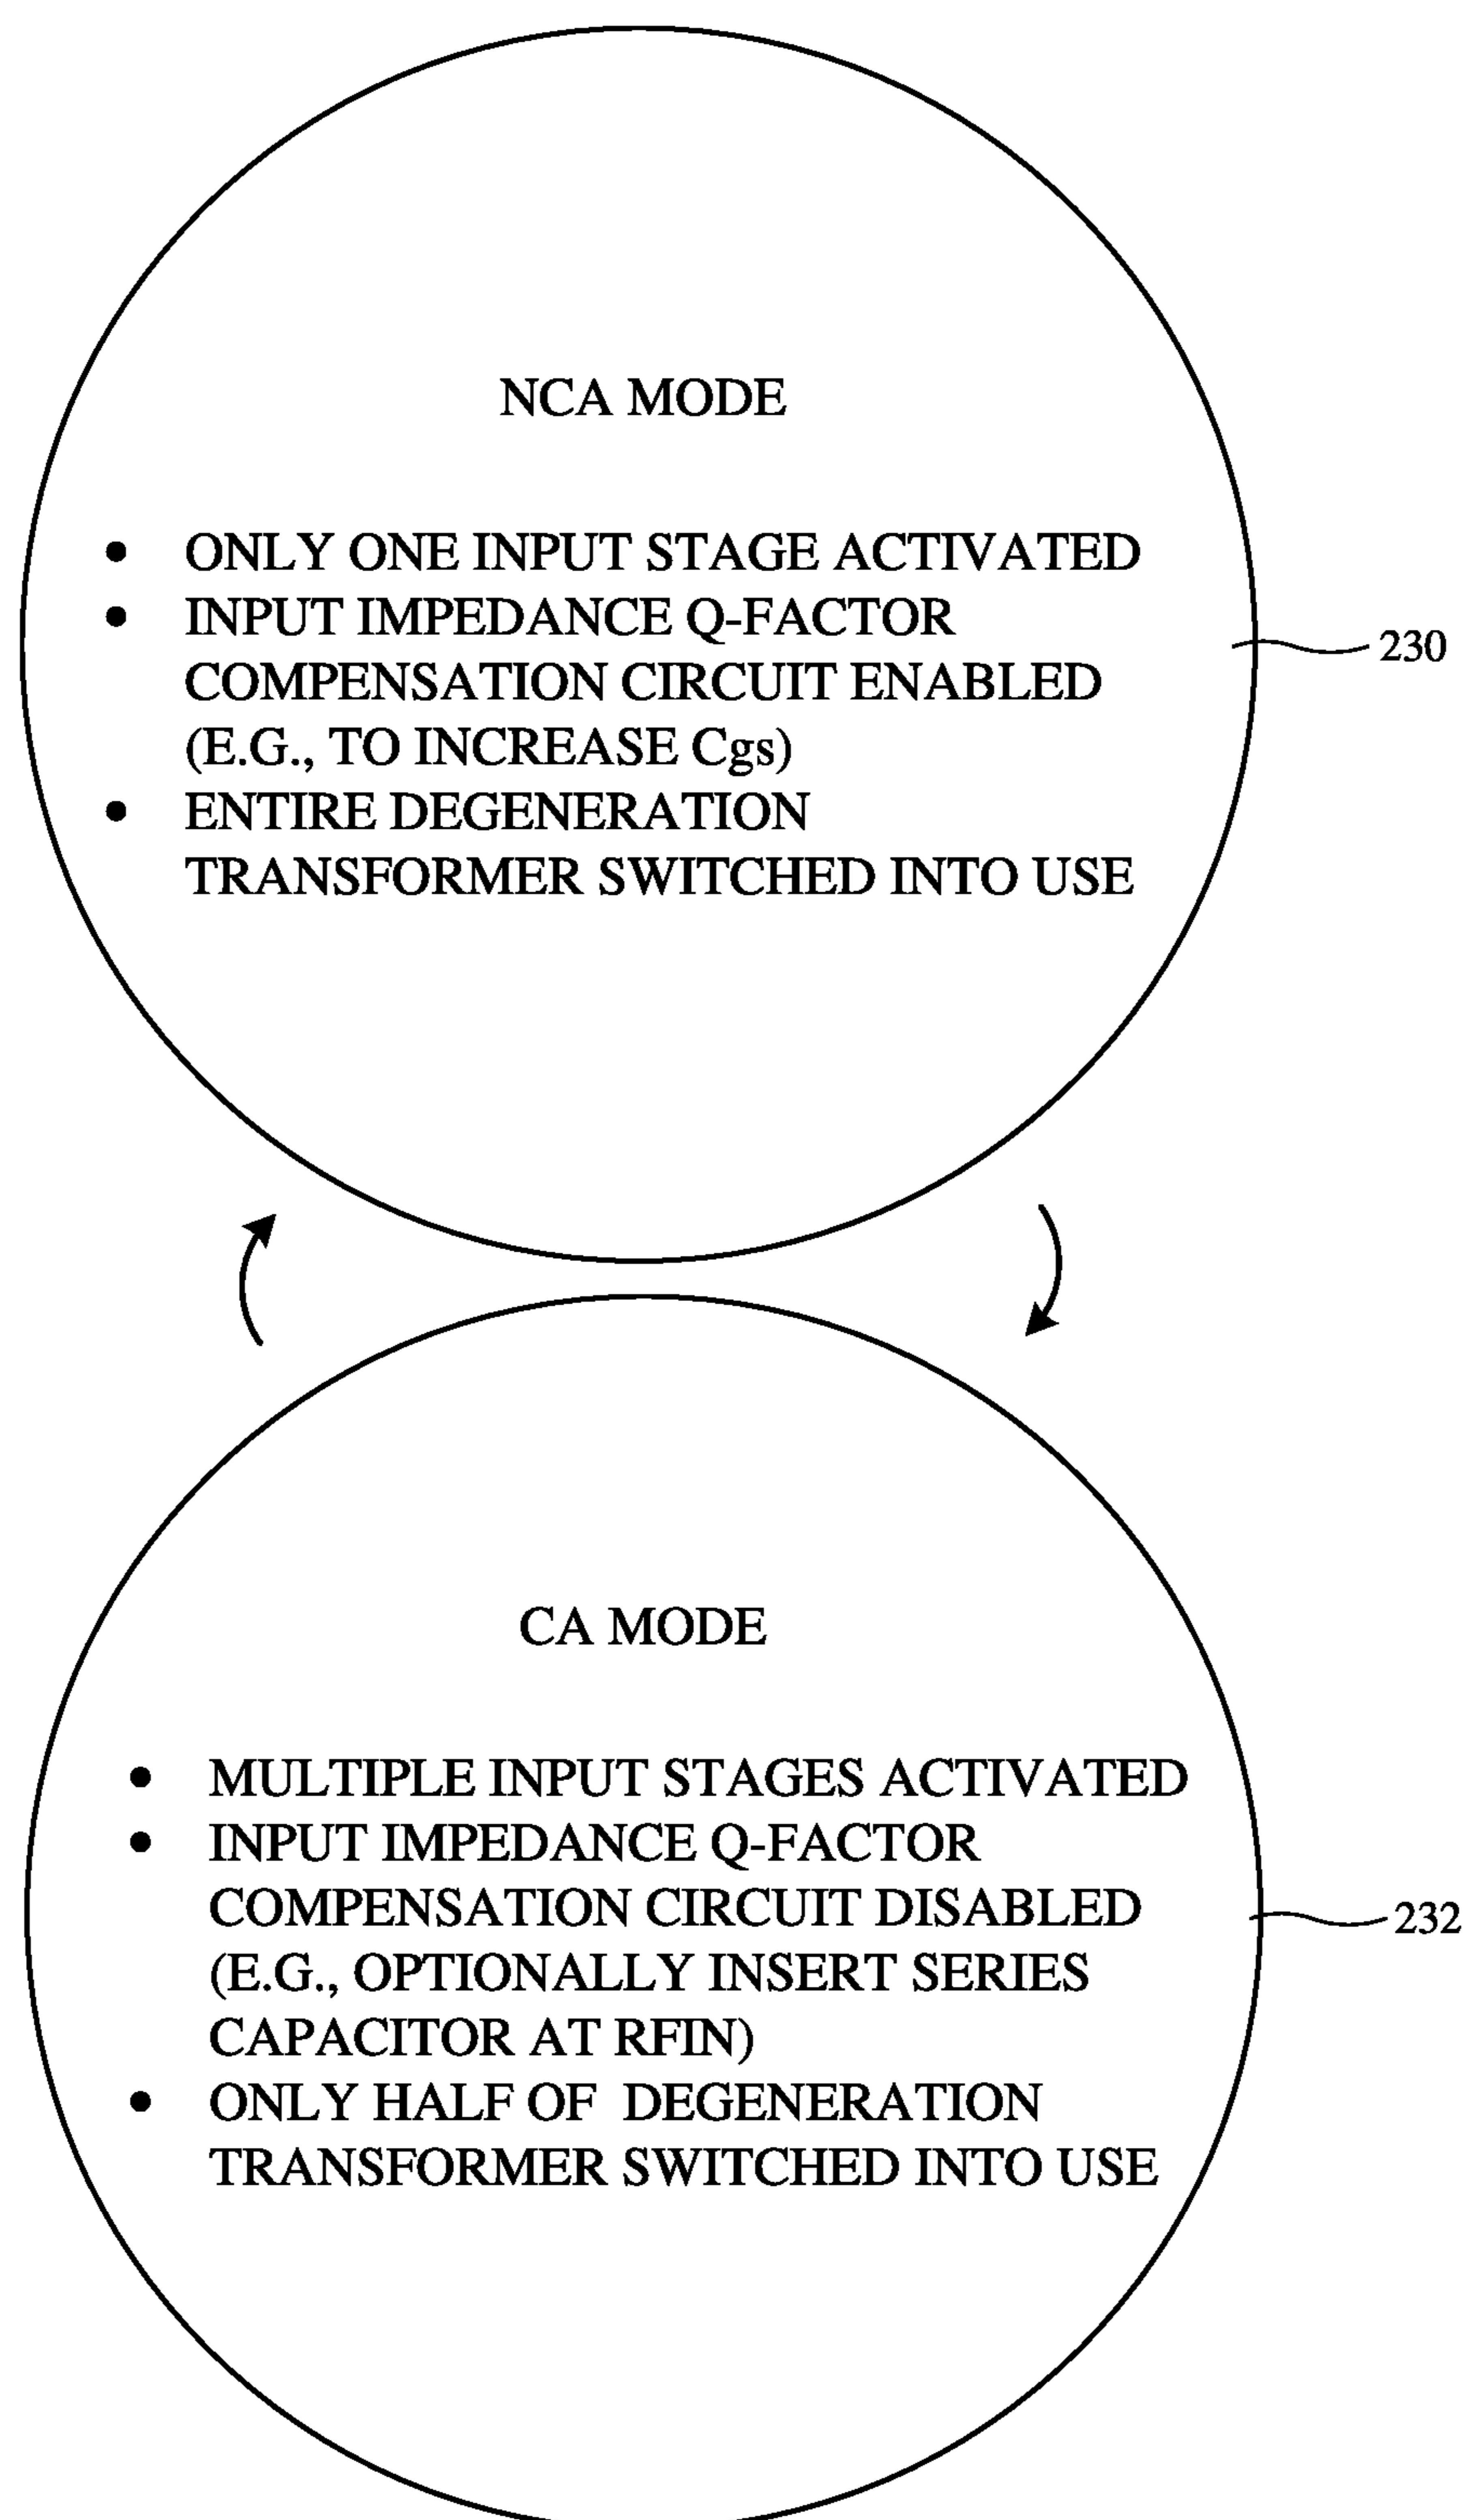 NCA MODE
• ONLY ONE INPUT STAGE ACTIVATED
• INPUT IMPEDANCE Q-FACTOR
COMPENSATION CIRCUIT ENABLED
(E.G., TO INCREASE Cgs)
• ENTIRE DEGENERATION
TRANSFORMER SWITCHED INTO USE
230
CA MODE
• MULTIPLE INPUT STAGES ACTIVATED
• INPUT IMPEDANCE Q-FACTOR
COMPENSATION CIRCUIT DISABLED
(E.G., OPTIONALLY INSERT SERIES
CAPACITOR AT RFIN)
• ONLY HALF OF DEGENERATION
TRANSFORMER SWITCHED INTO USE
232